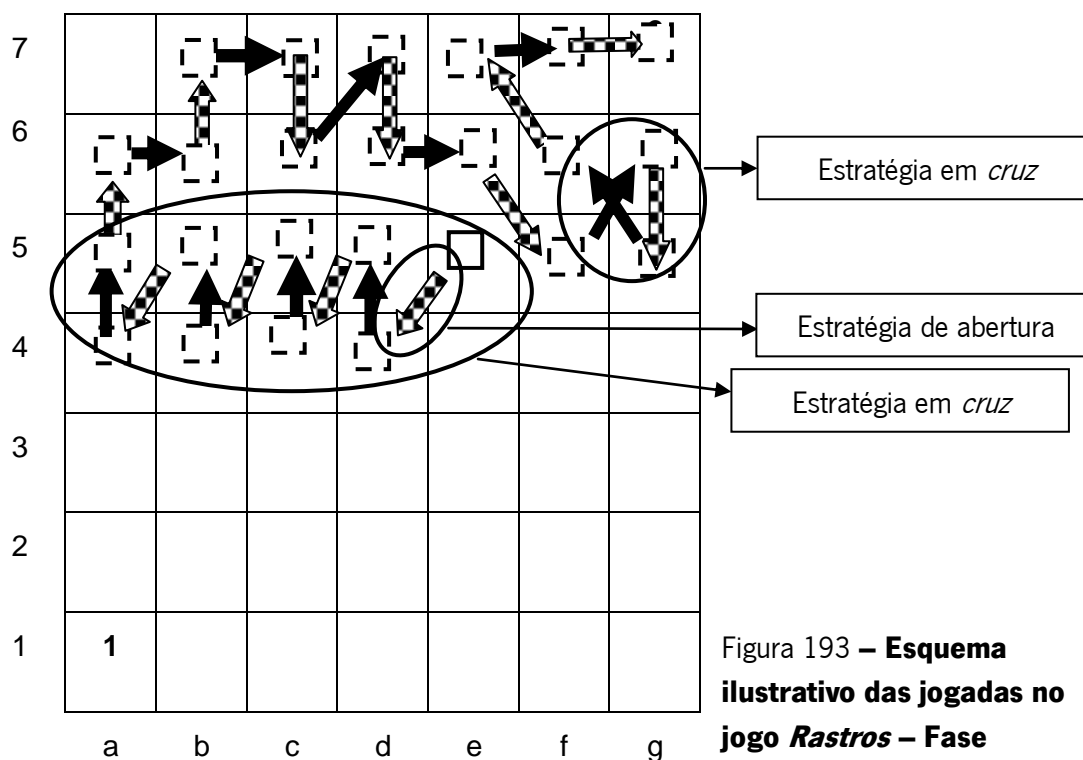 7
6
Estratégia em cruz
5
Estratégia de abertura
4
Estratégia em cruz
3
2
1 1
Figura 193 – Esquema
ilustrativo das jogadas no
jogo Rastros – Fase
a b c d e f g